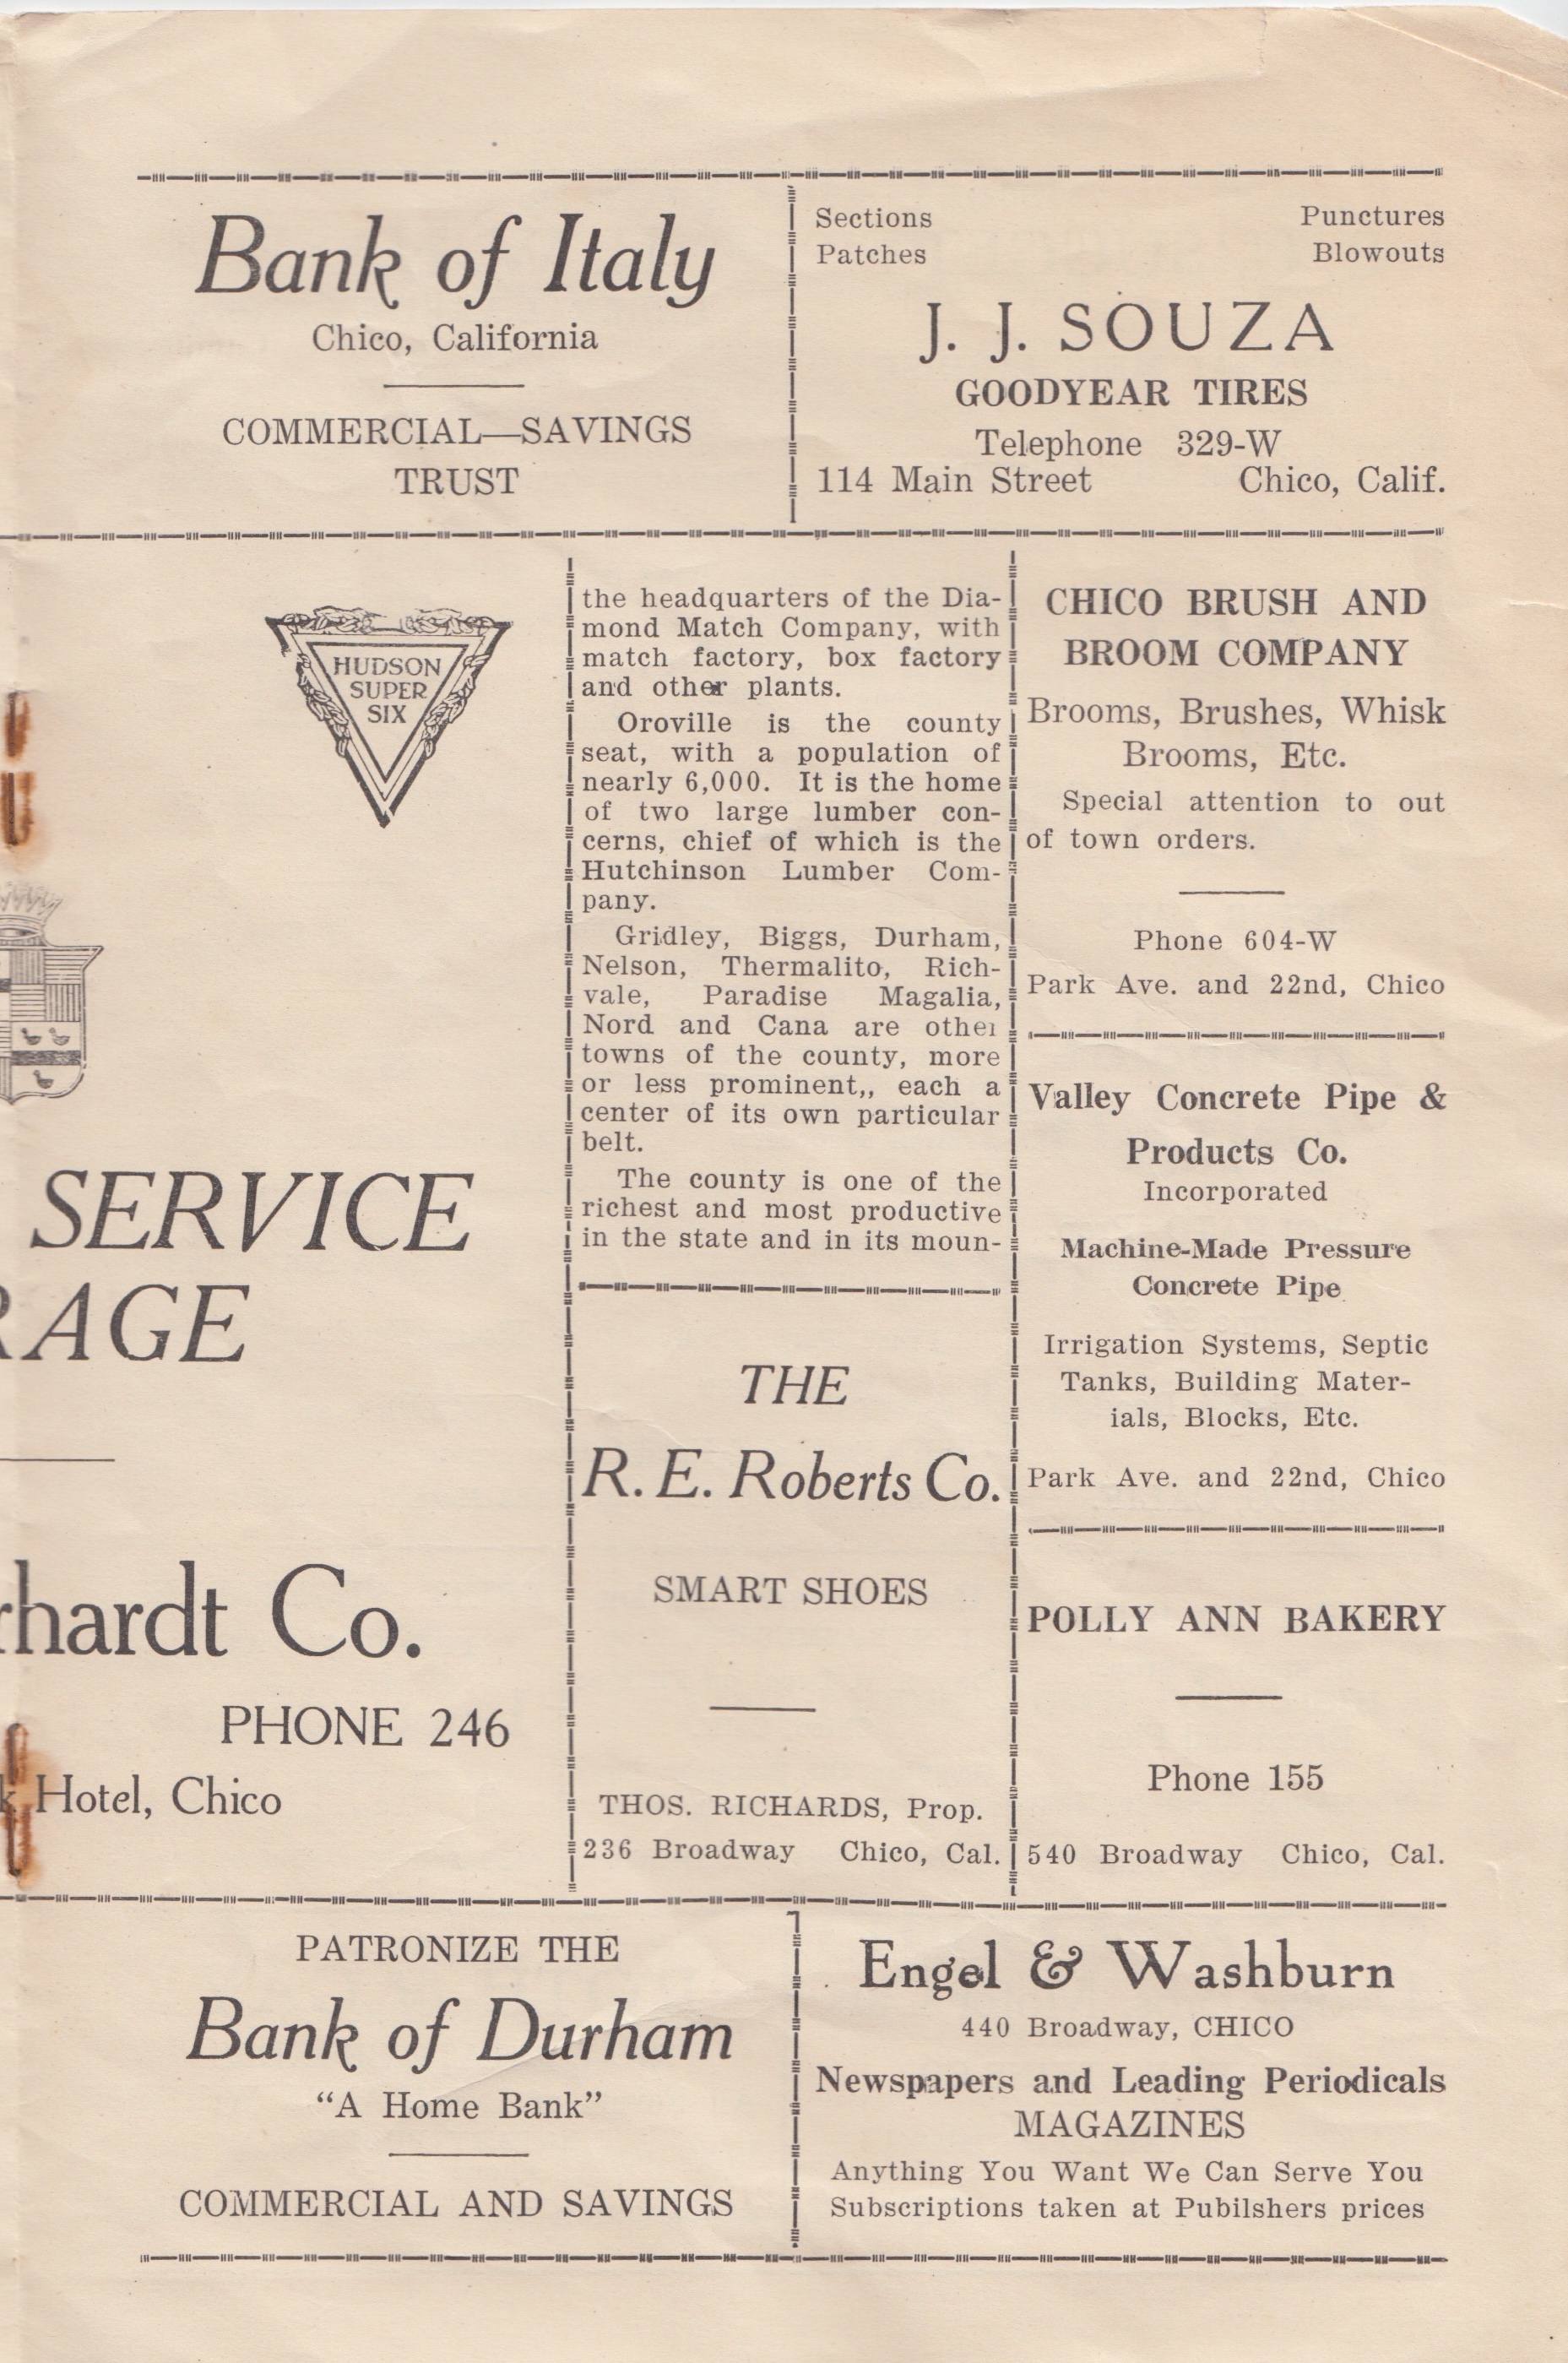 Bank of Italy
Chico, California
COMMERCIAL—SAVINGS
TRUST
Sections Punctures
Patches Blowouts
J. J. SOUZA
GOODYEAR TIRES
Telephone 329-W
114 Main Street Chico, Calif.
HUDSON
SUPER
SIX
SERVICE
RAGE
rhardt Co.
PHONE 246
k Hotel, Chico
the headquarters of the Dia-
mond Match Company, with
match factory, box factory
and other plants.
Oroville is the county
seat, with a population of
nearly 6,000. It is the home
of two large lumber con-
cerns, chief of which is the
Hutchinson Lumber Com-
pany.
Gridley, Biggs, Durham,
Nelson, Thermalito, Rich-
vale, Paradise Magalia,
Nord and Cana are other
towns of the county, more
or less prominent,, each a
center of its own particular
belt.
The county is one of the
richest and most productive
in the state and in its moun-
THE
R. E. Roberts Co.
SMART SHOES
THOS. RICHARDS, Prop.
236 Broadway Chico, Cal.
CHICO BRUSH AND
BROOM COMPANY
Brooms, Brushes, Whisk
Brooms, Etc.
Special attention to out
of town orders.
Phone 604-W
Park Ave. and 22nd, Chico
Valley Concrete Pipe &
Products Co.
Incorporated
Machine-Made Pressure
Concrete Pipe
Irrigation Systems, Septic
Tanks, Building Mater-
ials, Blocks, Etc.
Park Ave. and 22nd, Chico
POLLY ANN BAKERY
Phone 155
540 Broadway Chico, Cal.
PATRONIZE THE
Bank of Durham
“A Home Bank”
COMMERCIAL AND SAVINGS
Engel & Washburn
440 Broadway, CHICO
Newspapers and Leading Periodicals
MAGAZINES
Anything You Want We Can Serve You
Subscriptions taken at Pubilshers prices